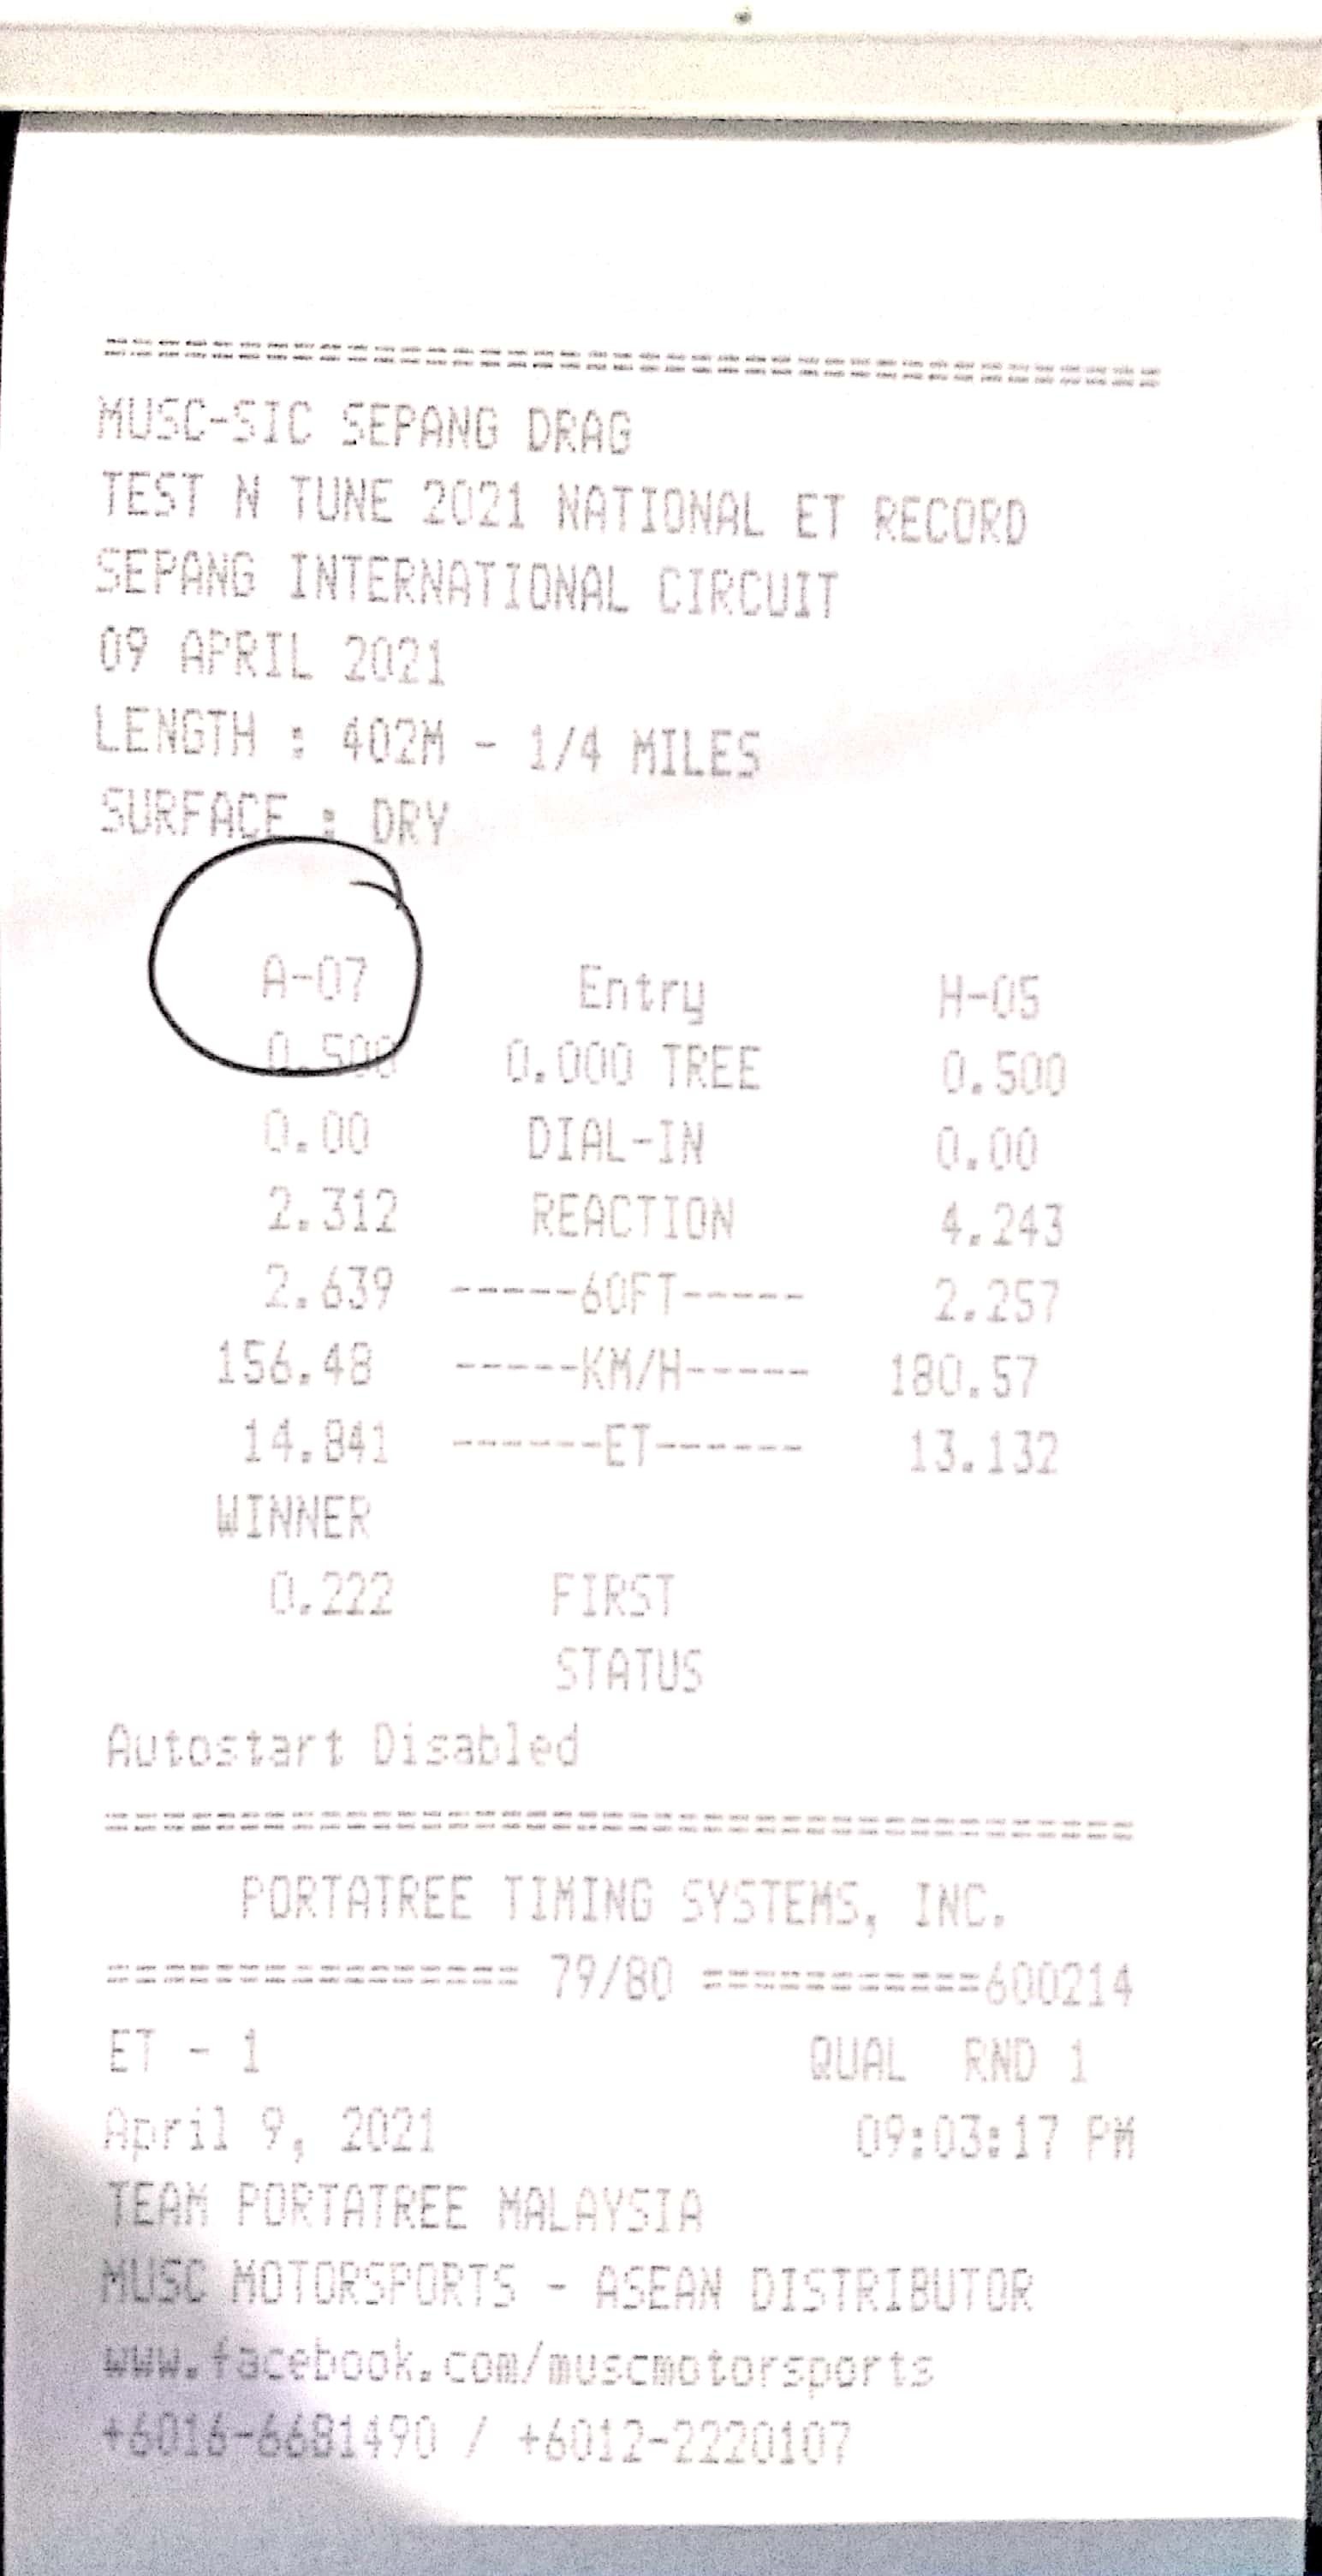 ========================================
MUSC-SIC SEPANG DRAG
TEST N TUNE 2021 NATIONAL ET RECORD
SEPANG INTERNATIONAL CIRCUIT
09 APRIL 2021
LENGTH : 402M - 1/4 MILES
SURFACE : DRY
A-07 Entry H-05
0.500 0.000 TREE 0.500
0.00 DIAL-IN 0.00
2.312 REACTION 4.243
2.639 -----60FT----- 2.257
156.48 -----KM/H----- 180.57
14.841 ------ET------ 13.132
WINNER
0.222 FIRST
STATUS
Autostart Disabled
========================================
PORTATREE TIMING SYSTEMS, INC.
================ 79/80 ===========600214
ET - 1 QUAL RND 1
April 9, 2021 09:03:17 PM
TEAM PORTATREE MALAYSIA
MUSC MOTORSPORTS - ASEAN DISTRIBUTOR
www.facebook.com/muscmotorsports
+6016-6681490 / +6012-2220107